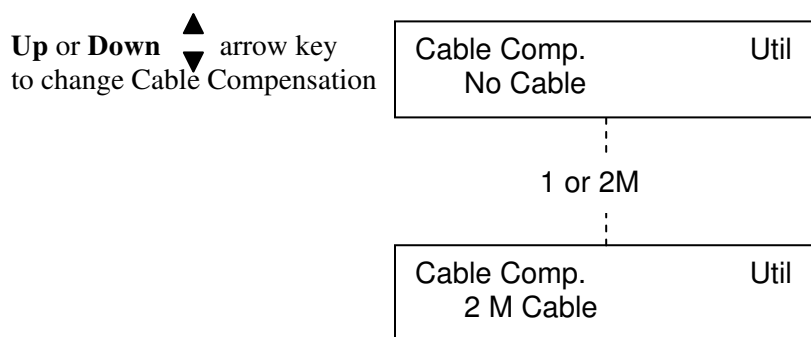 Up or Down ▲▼ arrow key
to change Cable Compensation
Cable Comp. Util
No Cable
1 or 2M
Cable Comp. Util
2 M Cable